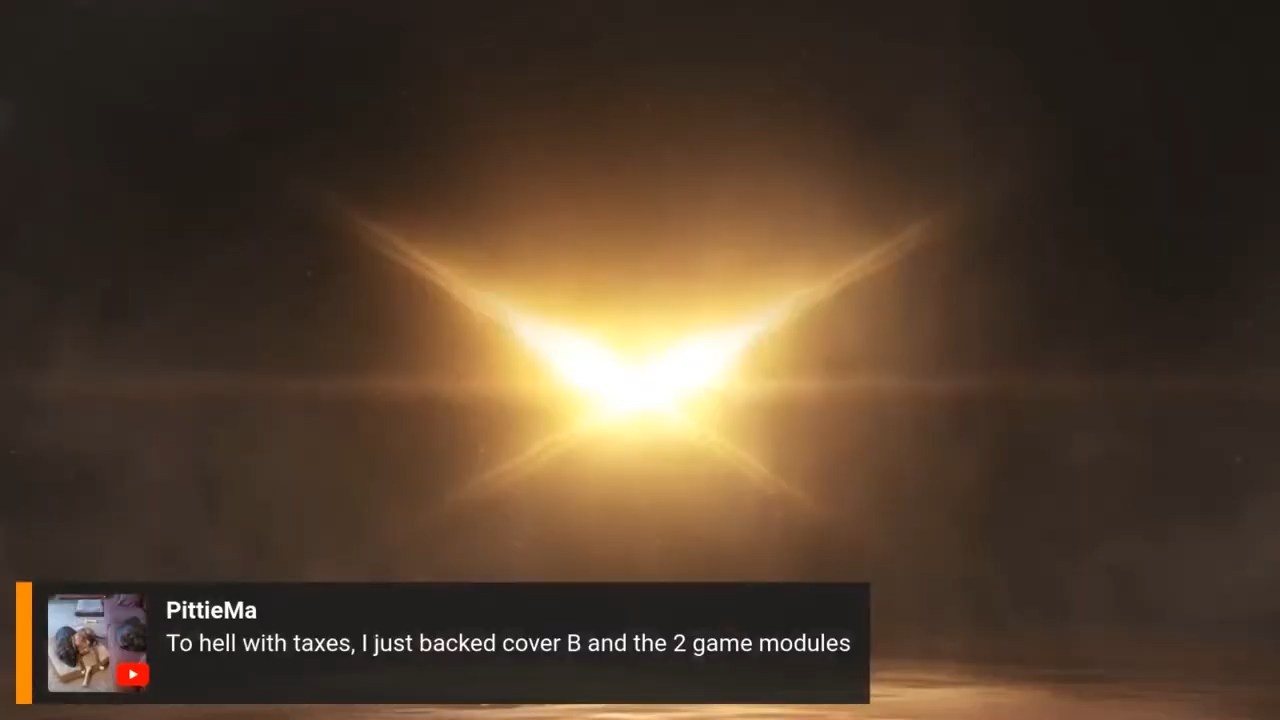 PittieMa
To hell with taxes, I just backed cover B and the 2 game modules